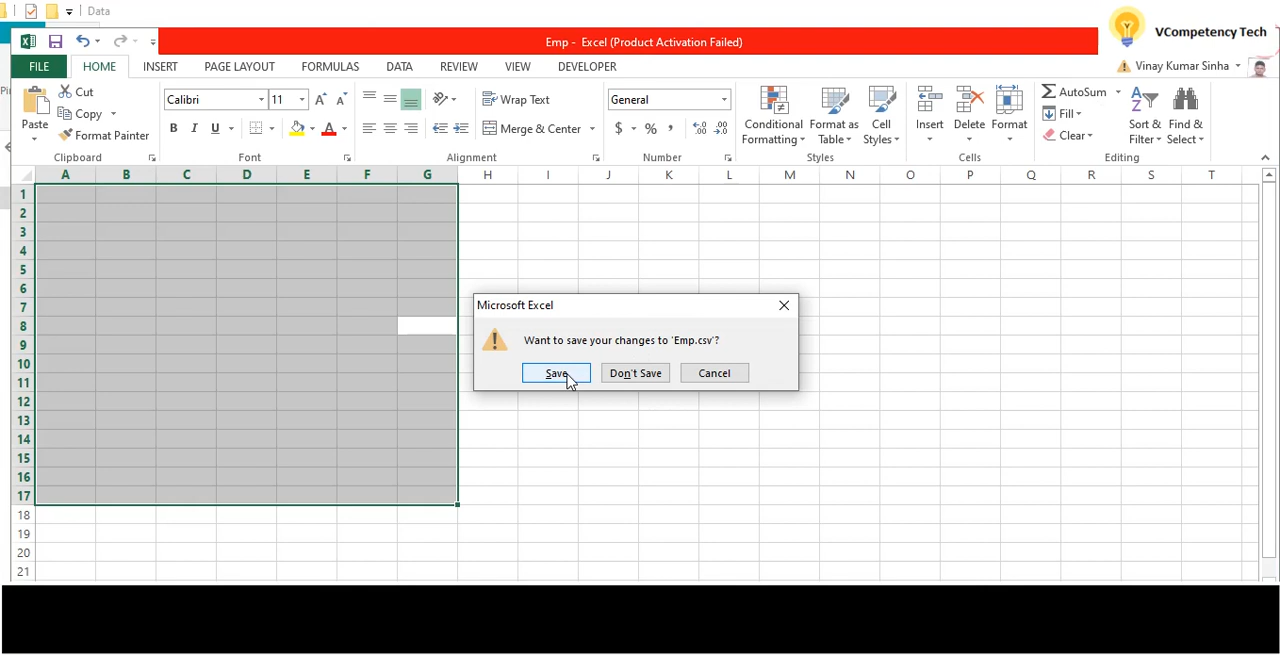 Data
Emp -  Excel (Product Activation Failed)
VCompetency Tech
FILE HOME INSERT PAGE LAYOUT FORMULAS DATA REVIEW VIEW DEVELOPER
Vinay Kumar Sinha
Paste
Cut
Copy
Format Painter
Clipboard
Calibri 11
B I U
A
Font
Wrap Text
Merge & Center
Alignment
General
$ % ,
Number
Conditional Formatting
Format as Table
Cell Styles
Styles
Insert
Delete
Format
Cells
AutoSum
Fill
Clear
Sort & Filter
Find & Select
Editing
A B C D E F G H I J K L M N O P Q R S T
1
2
3
4
5
6
7
8
9
10
11
12
13
14
15
16
17
18
19
20
21
Microsoft Excel
Want to save your changes to 'Emp.csv'?
Save Don't Save Cancel